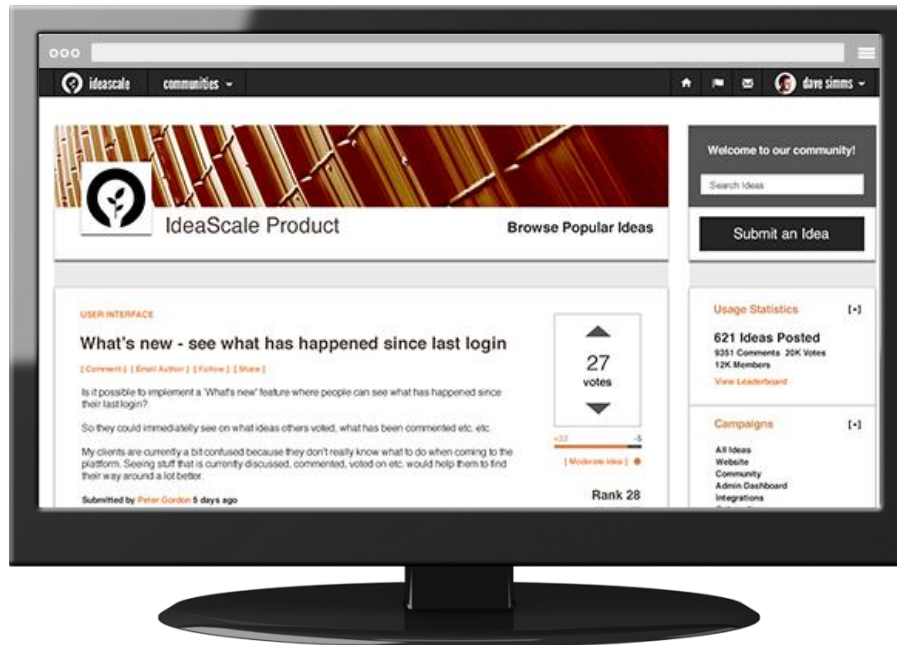 ideascale communities
dave simms
IdeaScale Product
Browse Popular Ideas
Welcome to our community!
Search Ideas
Submit an Idea
USER INTERFACE
What's new - see what has happened since last login
[ Comment ] [ Email Author ] [ Follow ] [ Share ]
Is it possible to implement a 'What's new' feature where people can see what has happened since
their last login?
So they could immediatelly see on what ideas others voted, what has been commented etc. etc.
My clients are currently a bit confused because they don't really know what to do when coming to the
platform. Seeing stuff that is currently discussed, commented, voted on etc. would help them to find
their way around a lot better.
Submitted by Peter Gordon 5 days ago
27
votes
-5
[ Moderate Idea ]
Rank 28
Usage Statistics
621 Ideas Posted
9351 Comments 20K Votes
12K Members
View Leaderboard
Campaigns
All Ideas
Website
Community
Admin Dashboard
Integrations